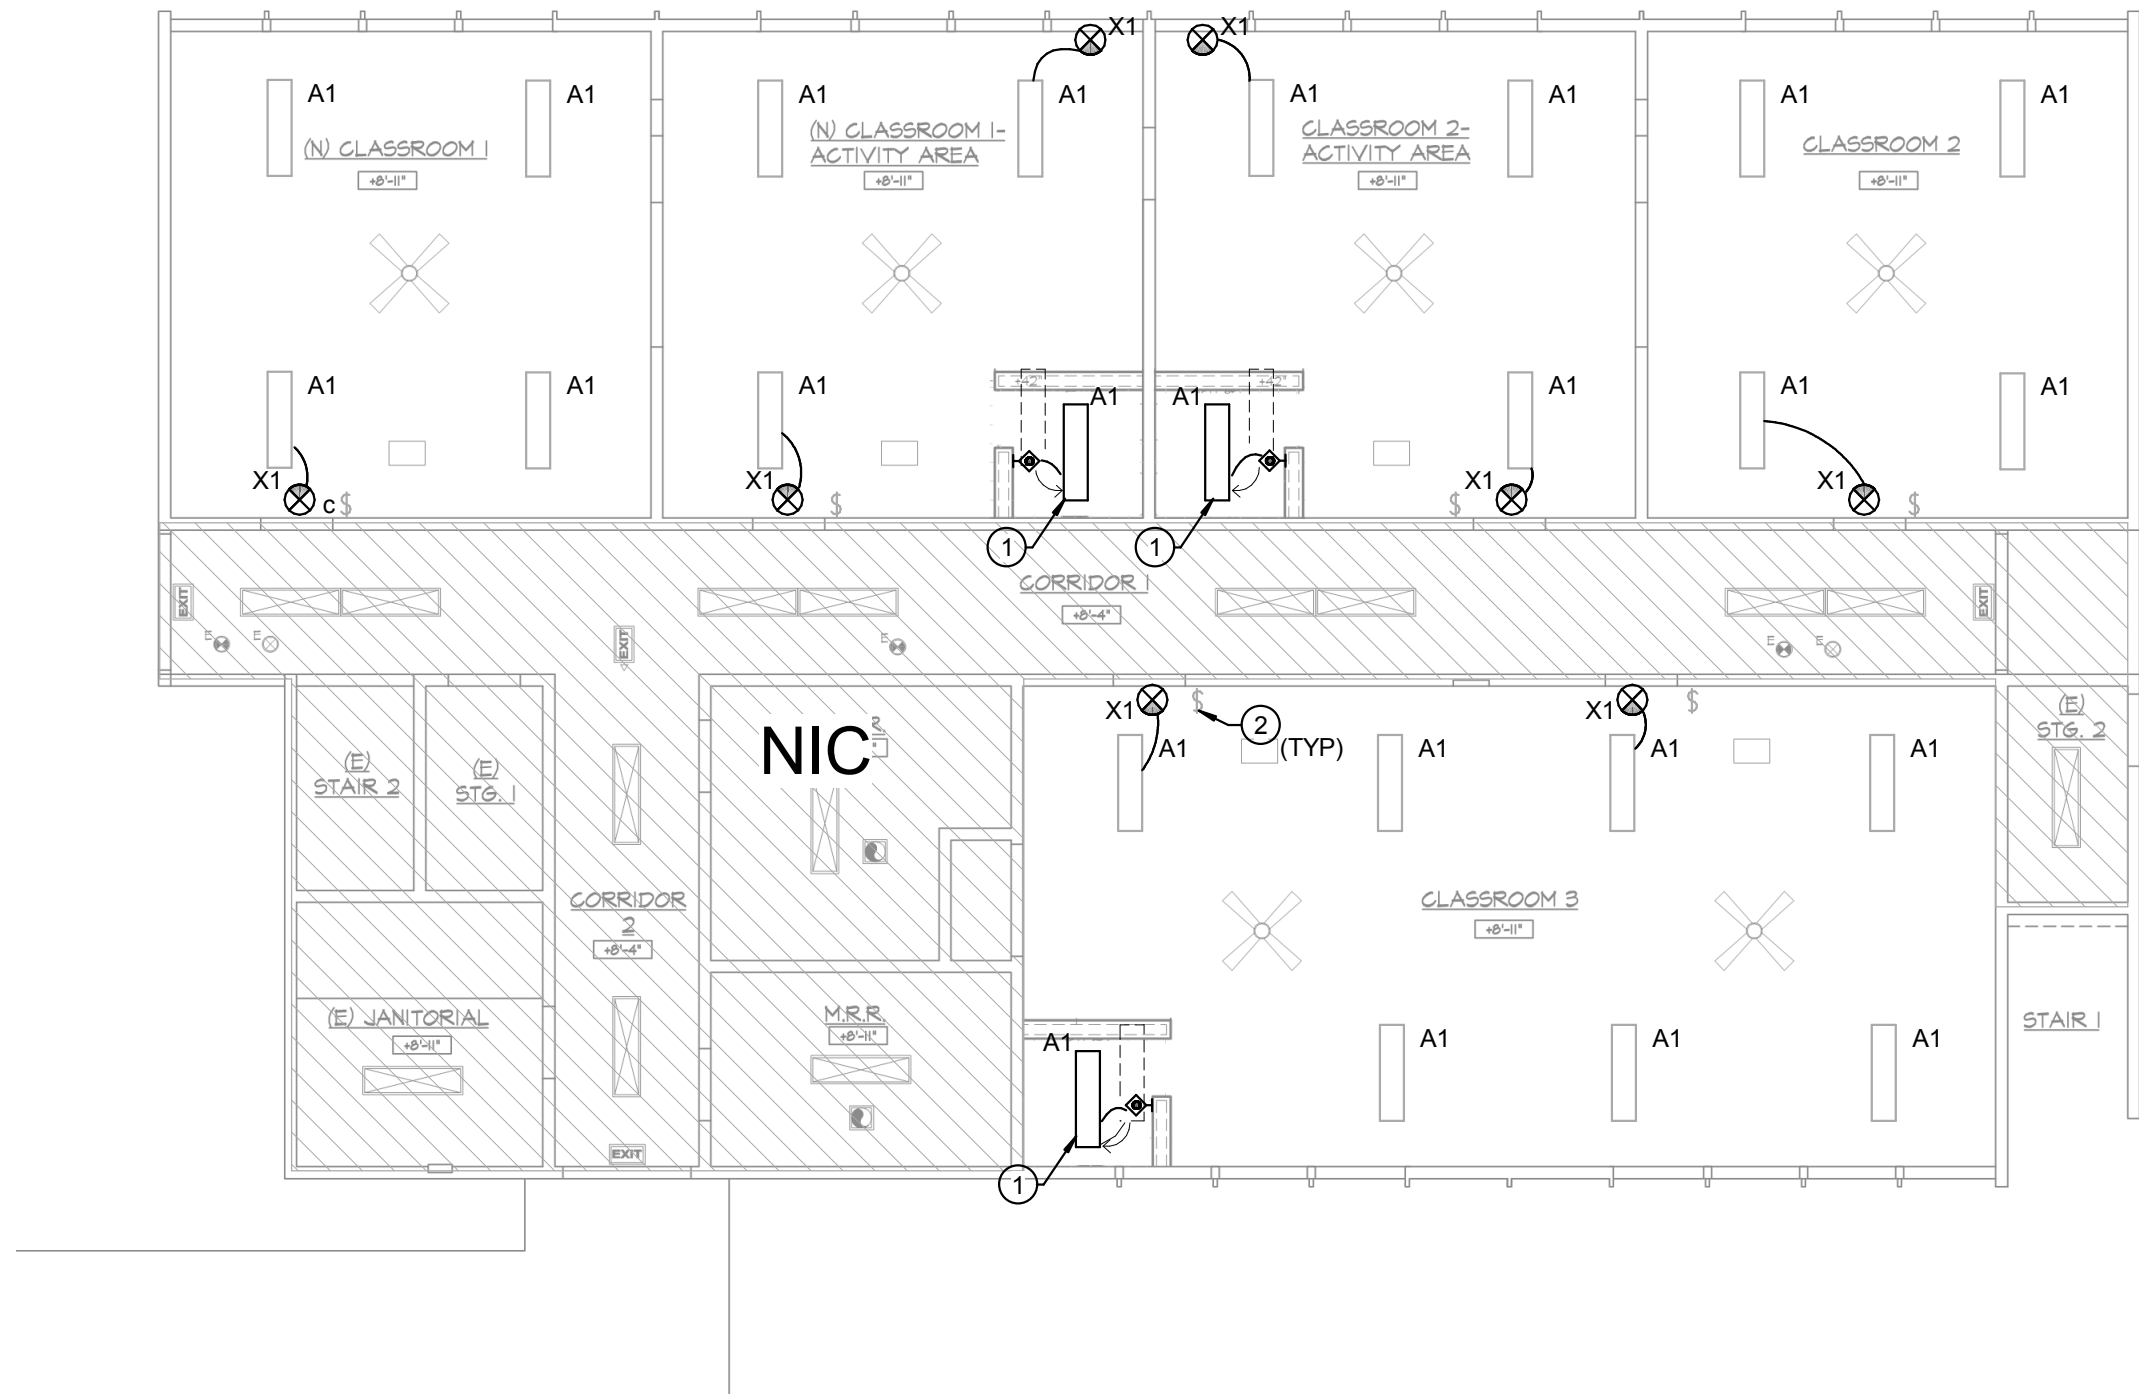 X1
X1
A1
A1
A1
A1
A1
A1
A1
A1
(N) CLASSROOM 1
+8'-11"
(N) CLASSROOM 1-
ACTIVITY AREA
+8'-11"
CLASSROOM 2-
ACTIVITY AREA
+8'-11"
CLASSROOM 2
+8'-11"
A1
A1
A1
+42"
A1
A1
+42"
A1
A1
A1
X1
c$
X1
$
$
X1
$
1
1
CORRIDOR 1
+8'-4"
EXIT
EXIT
EXIT
E
E
E
E
E
X1
$
2
(TYP)
X1
$
A1
A1
A1
A1
NIC
R.
(E)
STAIR 2
(E)
STG. 1
(E)
STG. 2
CORRIDOR
2
+8'-4"
CLASSROOM 3
+8'-11"
(E) JANITORIAL
+8'-11"
M.R.R.
+8'-11"
A1
A1
A1
A1
STAIR 1
EXIT
1